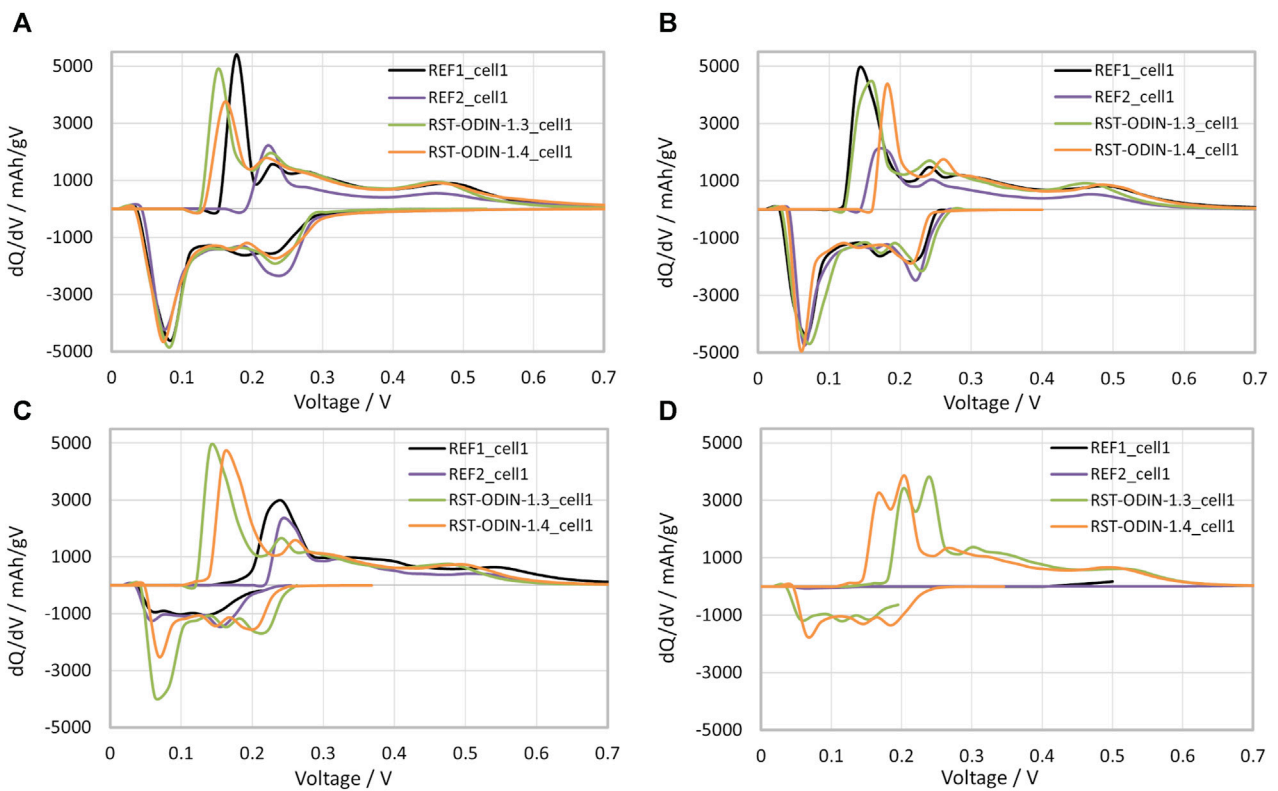 A
dQ/dV / mAh/gV
5000
3000
1000
-1000
-3000
-5000
REF1_cell1
REF2_cell1
RST-ODIN-1.3_cell1
RST-ODIN-1.4_cell1
0 0.1 0.2 0.3 0.4 0.5 0.6 0.7
Voltage / V
B
dQ/dV / mAh/gV
5000
3000
1000
-1000
-3000
-5000
REF1_cell1
REF2_cell1
RST-ODIN-1.3_cell1
RST-ODIN-1.4_cell1
0 0.1 0.2 0.3 0.4 0.5 0.6 0.7
Voltage / V
C
dQ/dV / mAh/gV
5000
3000
1000
-1000
-3000
-5000
REF1_cell1
REF2_cell1
RST-ODIN-1.3_cell1
RST-ODIN-1.4_cell1
0 0.1 0.2 0.3 0.4 0.5 0.6 0.7
Voltage / V
D
dQ/dV / mAh/gV
5000
3000
1000
-1000
-3000
-5000
REF1_cell1
REF2_cell1
RST-ODIN-1.3_cell1
RST-ODIN-1.4_cell1
0 0.1 0.2 0.3 0.4 0.5 0.6 0.7
Voltage / V